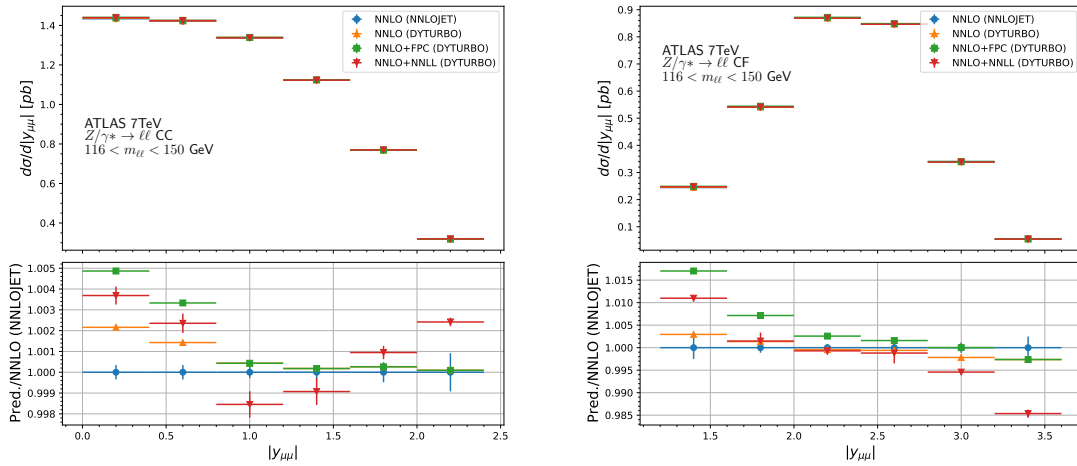 1.4
1.2
1.0
0.8
0.6
0.4
dσ/d|yμμ| [pb]
NNLO (NNLOJET)
NNLO (DYTURBO)
NNLO+FPC (DYTURBO)
NNLO+NNLL (DYTURBO)
ATLAS 7TeV
Z/γ* → ℓℓ CC
116 < mℓℓ < 150 GeV
1.005
1.004
1.003
1.002
1.001
1.000
0.999
0.998
Pred./NNLO (NNLOJET)
0.0 0.5 1.0 1.5 2.0 2.5
|yμμ|
0.9
0.8
0.7
0.6
0.5
0.4
0.3
0.2
0.1
dσ/d|yμμ| [pb]
NNLO (NNLOJET)
NNLO (DYTURBO)
NNLO+FPC (DYTURBO)
NNLO+NNLL (DYTURBO)
ATLAS 7TeV
Z/γ* → ℓℓ CF
116 < mℓℓ < 150 GeV
1.015
1.010
1.005
1.000
0.995
0.990
0.985
Pred./NNLO (NNLOJET)
1.5 2.0 2.5 3.0 3.5
|yμμ|